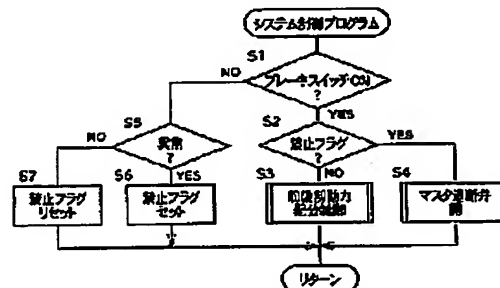 システム制御プログラム
S1
ブレーキスイッチON
?
NO
YES
S5
異常
?
S2
禁止フラグ
?
NO
YES
YES
NO
S7
禁止フラグ
リセット
S6
禁止フラグ
セット
S3
前後制動力
配分制御
S4
マスタ遮断弁
開
リターン